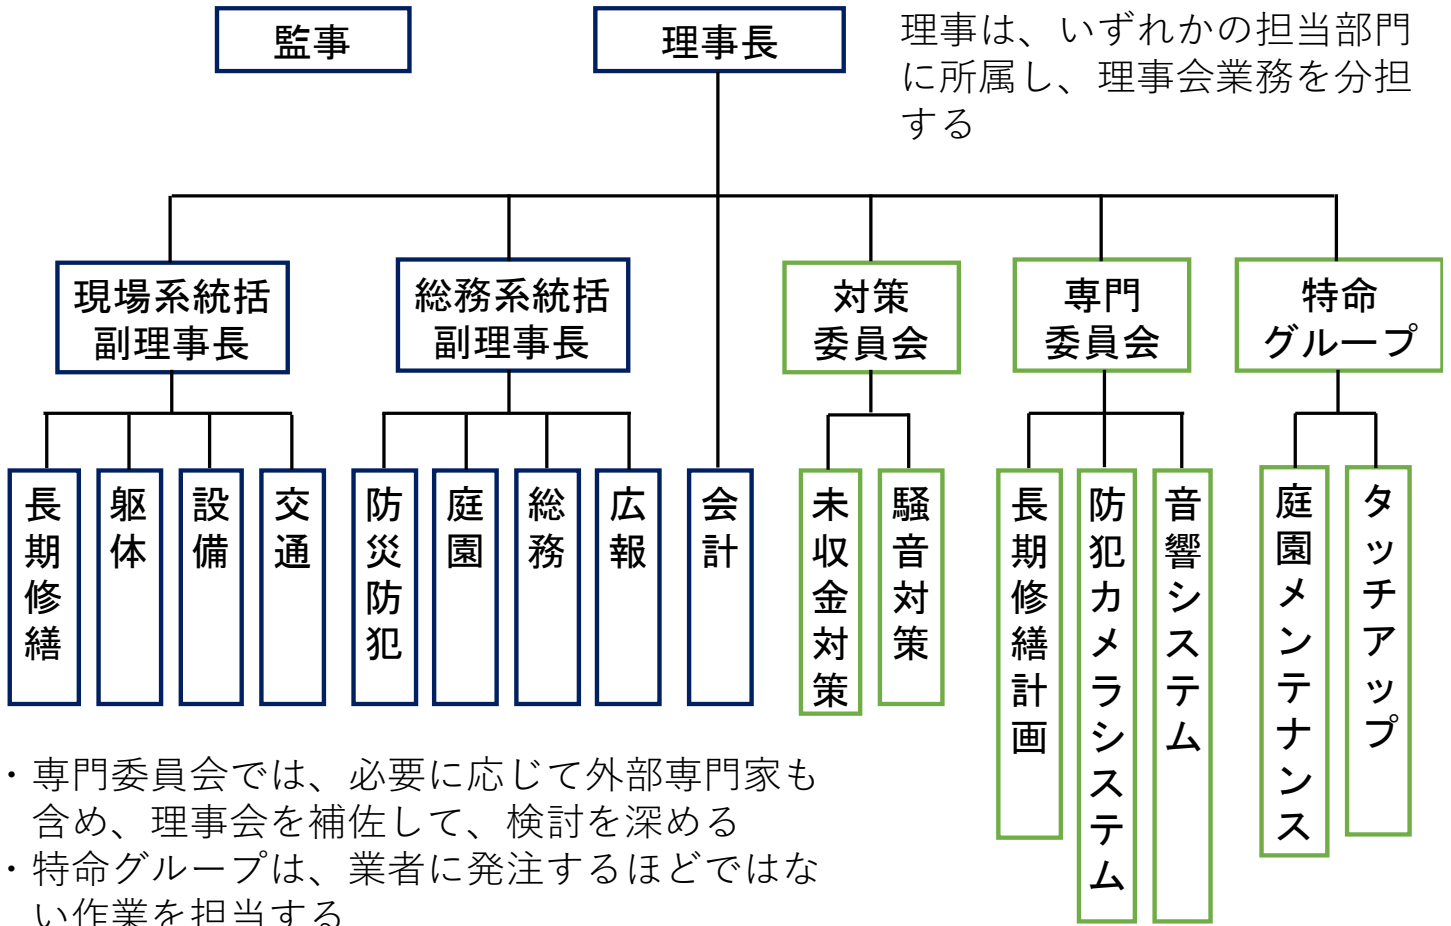 監事
理事長
理事は、いずれかの担当部門
に所属し、理事会業務を分担
する
現場系統括
副理事長
総務系統括
副理事長
対策
委員会
専門
委員会
特命
グループ
長期修繕
躯体
設備
交通
防災防犯
庭園
総務
広報
会計
未収金対策
騒音対策
長期修繕計画
防犯カメラシステム
音響システム
庭園メンテナンス
タッチアップ
・専門委員会では、必要に応じて外部専門家も
含め、理事会を補佐して、検討を深める
・特命グループは、業者に発注するほどではな
い作業を担当する